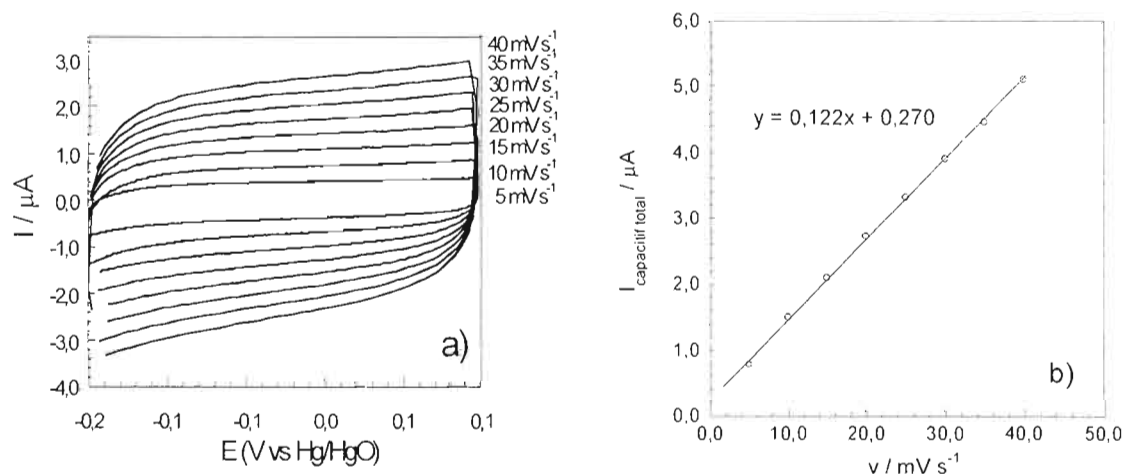 40 mVs-1
35 mVs-1
30 mVs-1
25 mVs-1
20 mVs-1
15 mVs-1
10 mVs-1
5 mVs-1
3,0
2,0
1,0
0,0
-1,0
-2,0
-3,0
-4,0
I / μA
a)
-0,2
-0,1
-0,1
0,0
0,1
0,1
E (V vs Hg/HgO)
b)
6,0
5,0
4,0
3,0
2,0
1,0
0,0
I capacitif total / μA
y = 0,122x + 0,270
b)
0,0
10,0
20,0
30,0
40,0
50,0
v / mV s-1